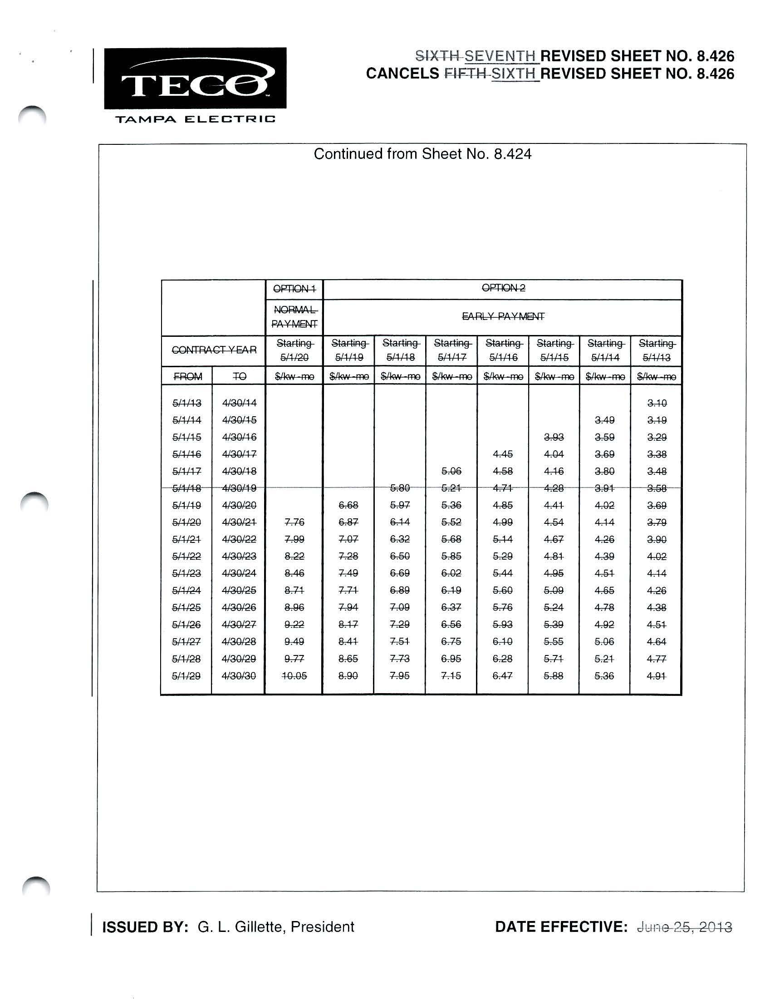 SIXTH SEVENTH REVISED SHEET NO. 8.426
CANCELS FIFTH SIXTH REVISED SHEET NO. 8.426
TECO
TAMPA ELECTRIC
Continued from Sheet No. 8.424
OPTION 1 OPTION 2
NORMAL PAYMENT EARLY PAYMENT
CONTRACT YEAR Starting 5/1/20 Starting 5/1/19 Starting 5/1/18 Starting 5/1/17 Starting 5/1/16 Starting 5/1/15 Starting 5/1/14 Starting 5/1/13
FROM TO $/kw-mo $/kw-mo $/kw-mo $/kw-mo $/kw-mo $/kw-mo $/kw-mo $/kw-mo
5/1/13 4/30/14 3.10
5/1/14 4/30/15 3.49 3.19
5/1/15 4/30/16 3.93 3.59 3.29
5/1/16 4/30/17 4.45 4.04 3.69 3.38
5/1/17 4/30/18 5.06 4.58 4.16 3.80 3.48
5/1/18 4/30/19 5.80 5.21 4.71 4.28 3.91 3.58
5/1/19 4/30/20 6.68 5.97 5.36 4.85 4.41 4.02 3.69
5/1/20 4/30/21 7.76 6.87 6.14 5.52 4.99 4.54 4.14 3.79
5/1/21 4/30/22 7.99 7.07 6.32 5.68 5.14 4.67 4.26 3.90
5/1/22 4/30/23 8.22 7.28 6.50 5.85 5.29 4.81 4.39 4.02
5/1/23 4/30/24 8.46 7.49 6.69 6.02 5.44 4.95 4.51 4.14
5/1/24 4/30/25 8.71 7.71 6.89 6.19 5.60 5.09 4.65 4.26
5/1/25 4/30/26 8.96 7.94 7.09 6.37 5.76 5.24 4.78 4.38
5/1/26 4/30/27 9.22 8.17 7.29 6.56 5.93 5.39 4.92 4.51
5/1/27 4/30/28 9.49 8.41 7.51 6.75 6.10 5.55 5.06 4.64
5/1/28 4/30/29 9.77 8.65 7.73 6.95 6.28 5.71 5.21 4.77
5/1/29 4/30/30 10.05 8.90 7.95 7.15 6.47 5.88 5.36 4.91
ISSUED BY: G. L. Gillette, President DATE EFFECTIVE: June 25, 2013